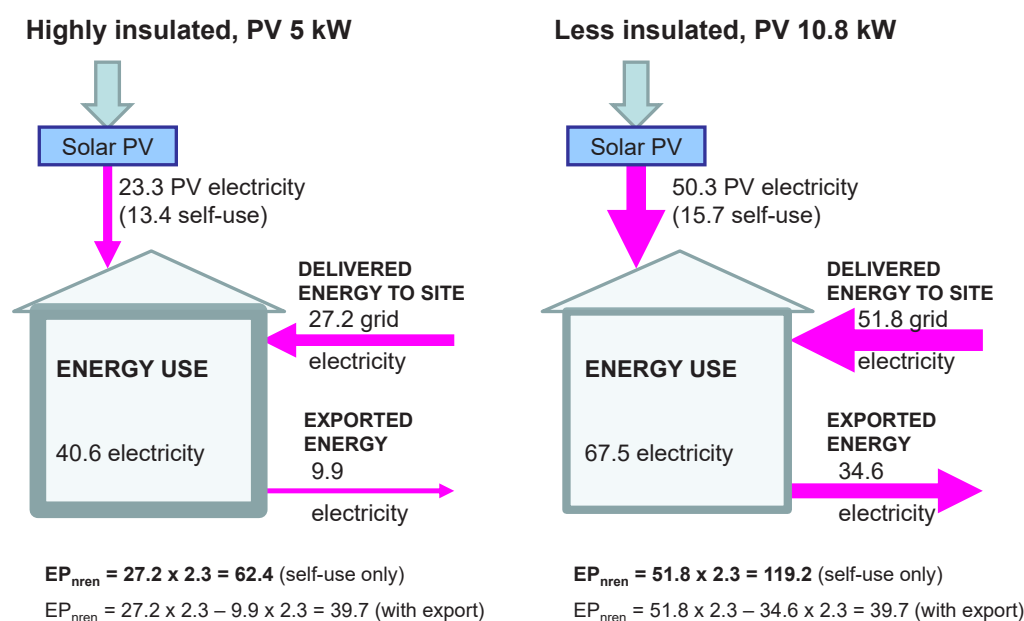 Highly insulated, PV 5 kW
Solar PV
23.3 PV electricity
(13.4 self-use)
DELIVERED
ENERGY TO SITE
27.2 grid
electricity
ENERGY USE
40.6 electricity
EXPORTED
ENERGY
9.9
electricity
EPnren = 27.2 x 2.3 = 62.4 (self-use only)
EPnren = 27.2 x 2.3 – 9.9 x 2.3 = 39.7 (with export)
Less insulated, PV 10.8 kW
Solar PV
50.3 PV electricity
(15.7 self-use)
DELIVERED
ENERGY TO SITE
51.8 grid
electricity
ENERGY USE
67.5 electricity
EXPORTED
ENERGY
34.6
electricity
EPnren = 51.8 x 2.3 = 119.2 (self-use only)
EPnren = 51.8 x 2.3 – 34.6 x 2.3 = 39.7 (with export)